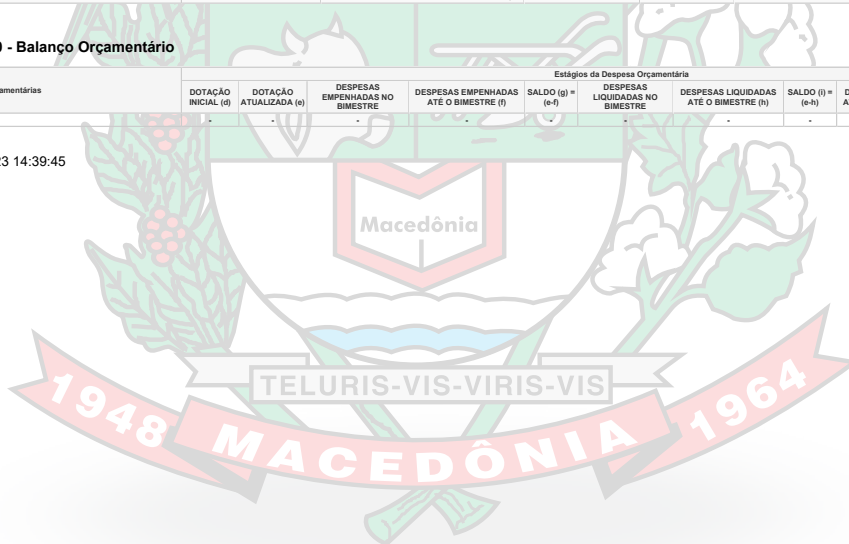 - Balanço Orçamentário
Estágios da Despesa Orçamentária
amentárias
DOTAÇÃO INICIAL (d)
DOTAÇÃO ATUALIZADA (e)
DESPESAS EMPENHADAS NO BIMESTRE
DESPESAS EMPENHADAS ATÉ O BIMESTRE (f)
SALDO (g) = (e-f)
DESPESAS LIQUIDADAS NO BIMESTRE
DESPESAS LIQUIDADAS ATÉ O BIMESTRE (h)
SALDO (i) = (e-h)
- - - - - - - -
23 14:39:45
Macedônia
TELURIS-VIS-VIRIS-VIS
1948 MACEDÔNIA 1964